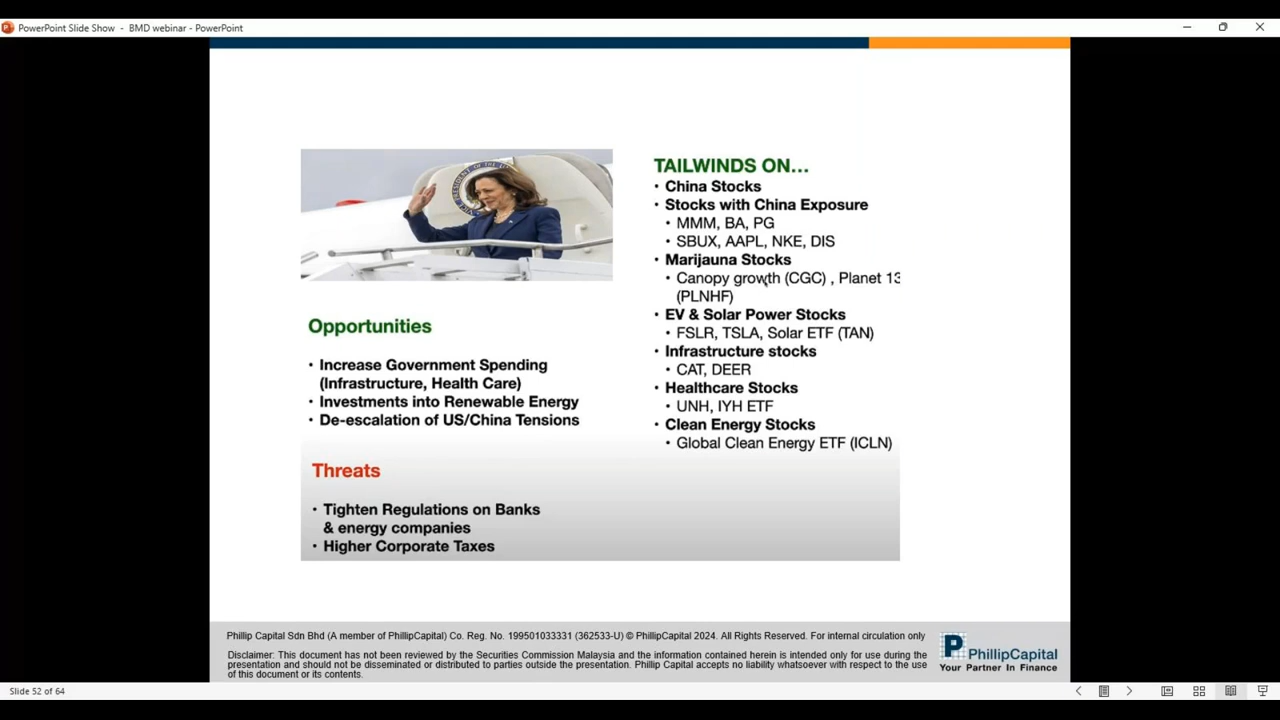 PowerPoint Slide Show - BMD webinar - PowerPoint
TAILWINDS ON...
• China Stocks
• Stocks with China Exposure
• MMM, BA, PG
• SBUX, AAPL, NKE, DIS
• Marijauna Stocks
• Canopy growth (CGC) , Planet 13
(PLNHF)
• EV & Solar Power Stocks
• FSLR, TSLA, Solar ETF (TAN)
• Infrastructure stocks
• CAT, DEER
• Healthcare Stocks
• UNH, IYH ETF
• Clean Energy Stocks
• Global Clean Energy ETF (ICLN)
Opportunities
• Increase Government Spending
(Infrastructure, Health Care)
• Investments into Renewable Energy
• De-escalation of US/China Tensions
Threats
• Tighten Regulations on Banks
& energy companies
• Higher Corporate Taxes
Phillip Capital Sdn Bhd (A member of PhillipCapital) Co. Reg. No. 199501033331 (362533-U) © PhillipCapital 2024. All Rights Reserved. For internal circulation only
Disclaimer: This document has not been reviewed by the Securities Commission Malaysia and the information contained herein is intended only for use during the
presentation and should not be disseminated or distributed to parties outside the presentation. Phillip Capital accepts no liability whatsoever with respect to the use
of this document or its contents.
PhillipCapital
Your Partner In Finance
Slide 52 of 64